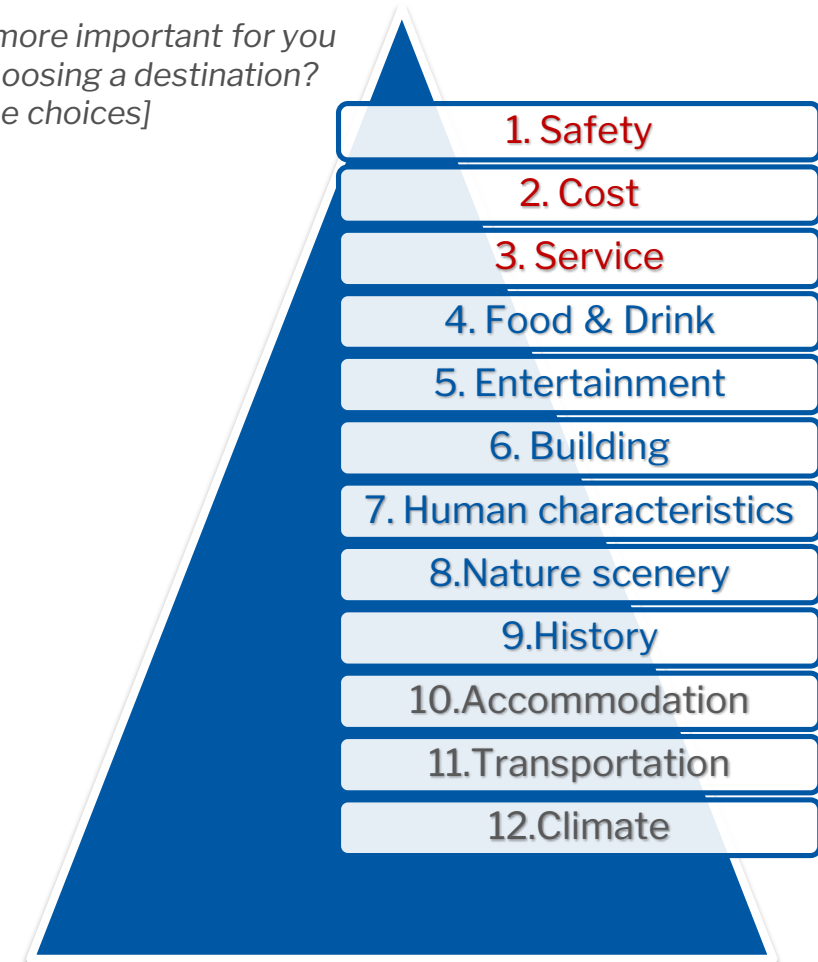 more important for you
oosing a destination?
e choices]
1. Safety
2. Cost
3. Service
4. Food & Drink
5. Entertainment
6. Building
7. Human characteristics
8.Nature scenery
9.History
10.Accommodation
11.Transportation
12.Climate